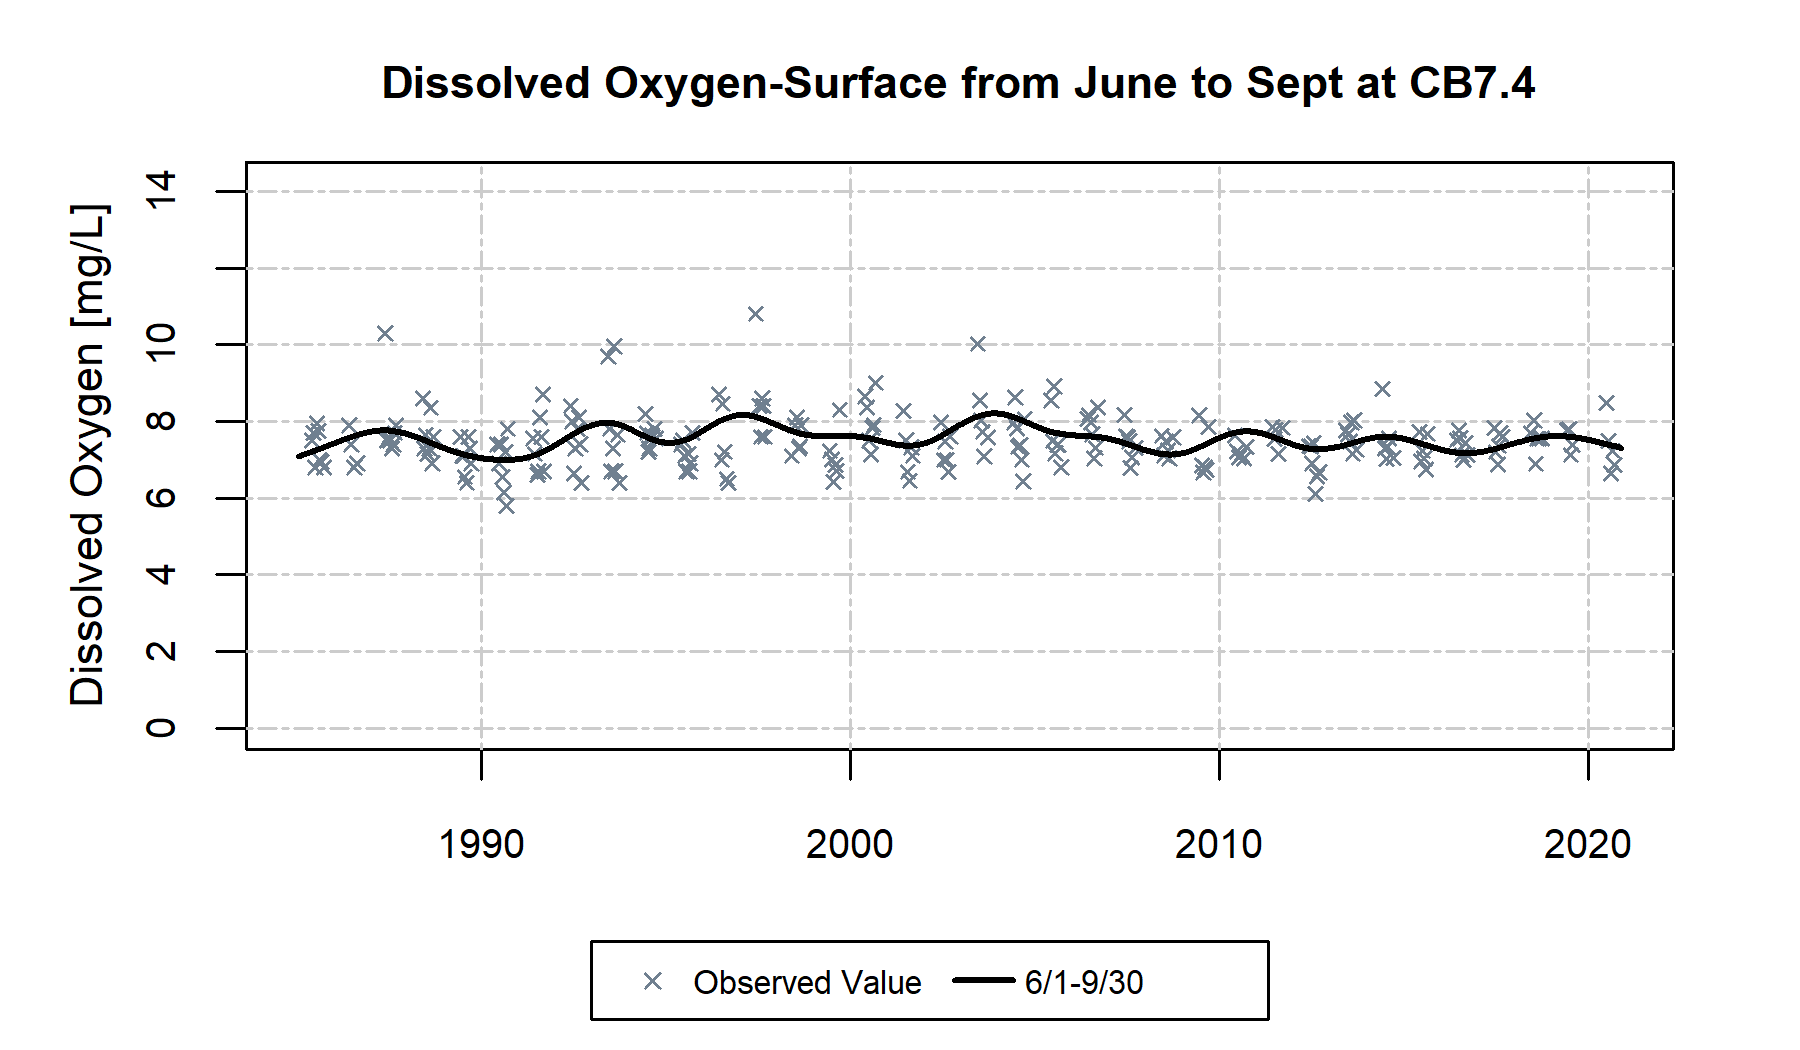 Dissolved Oxygen-Surface from June to Sept at CB7.4
Dissolved Oxygen [mg/L]
14
10
8
6
4
2
0
1990 2000 2010 2020
Observed Value 6/1-9/30